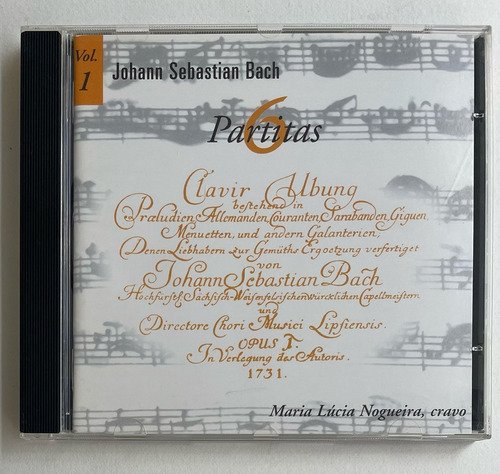 Vol.
1
Johann Sebastian Bach
6
Partitas
Clavir Ubung
bestehend in
Præludien, Allemanden, Couranten, Sarabanden, Giguen,
Menuetten, und andern Galanterien;
Denen Liebhabern zur Gemüths Ergoetzung verfertiget
von
Johann Sebastian Bach
Hochfürstl. Sächsisch-Weisenfelsischen würcklichen Capellmeistern
und
Directore Chori Musici Lipsiensis.
OPUS I.
In Verlegung des Autoris.
1731.
Maria Lúcia Nogueira, cravo